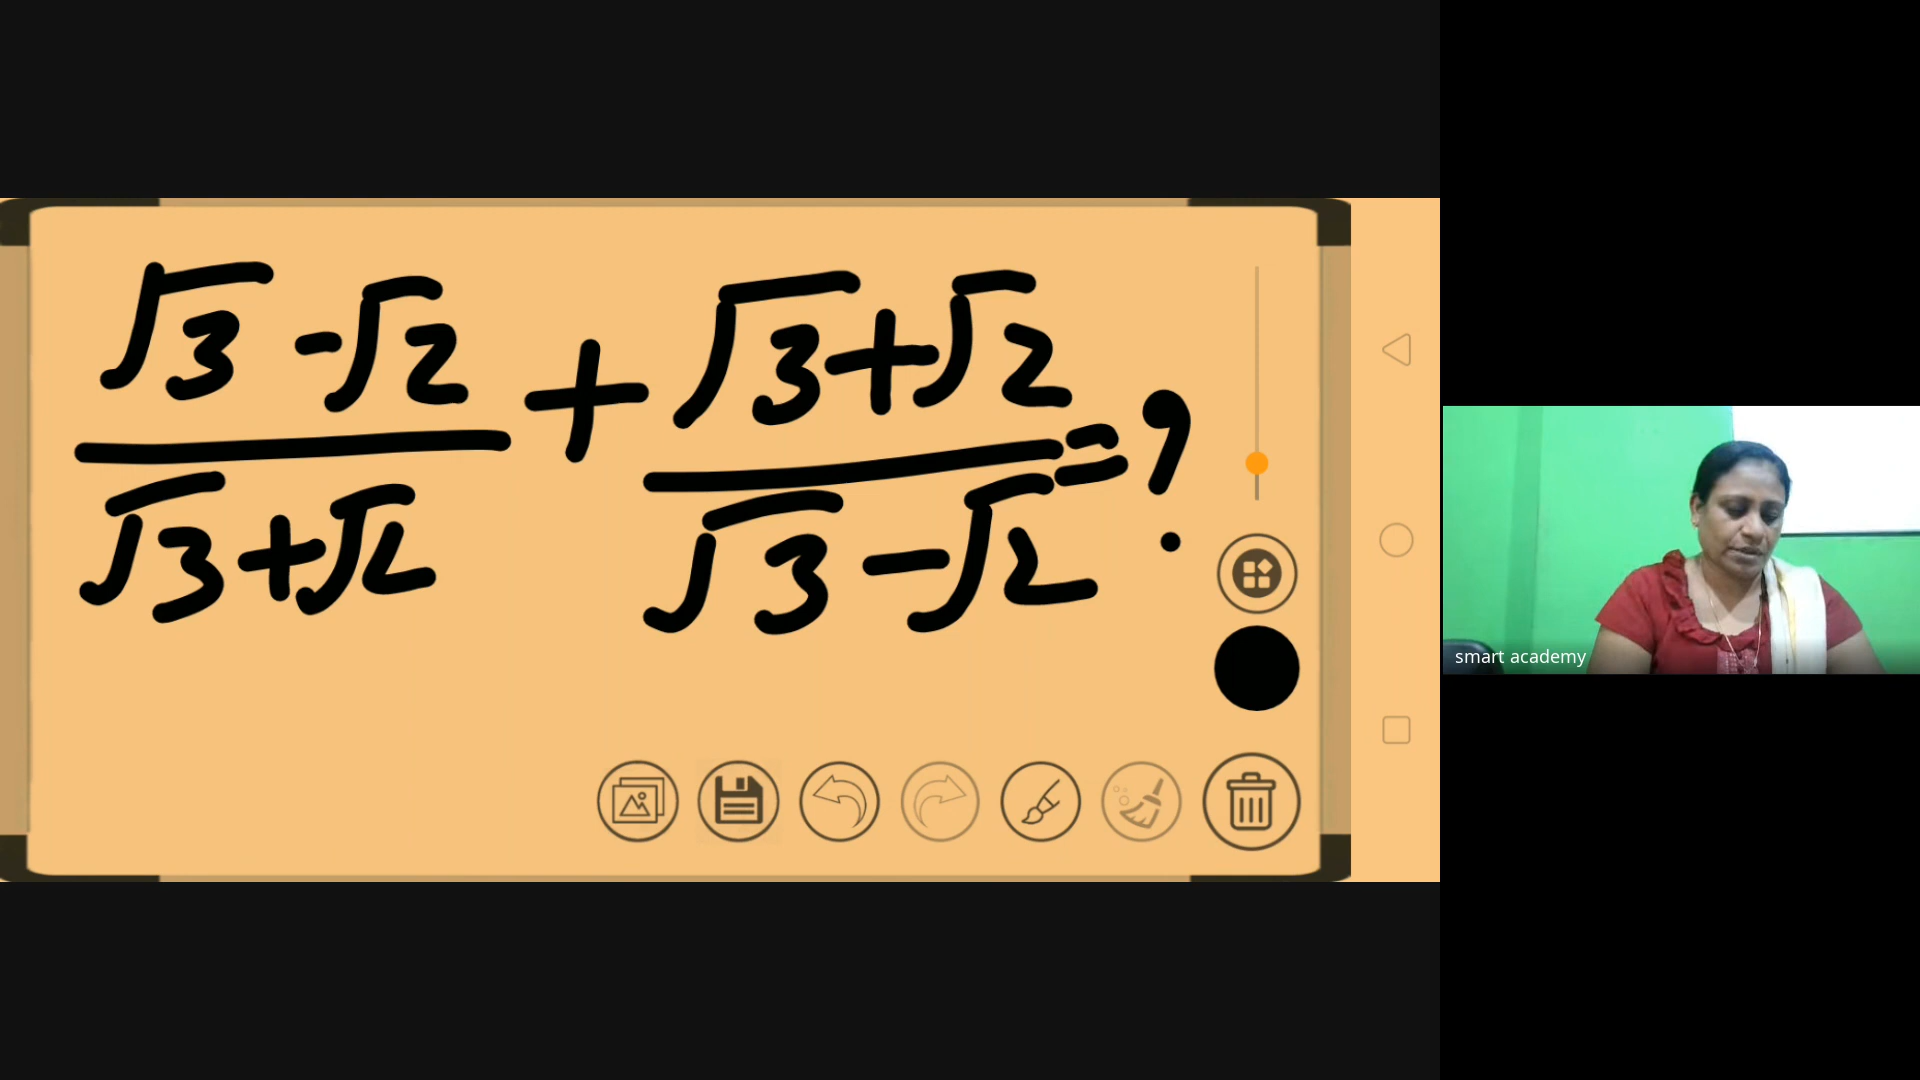 √3 - √2 / √3 + √2 + √3 + √2 / √3 - √2 = ?
smart academy